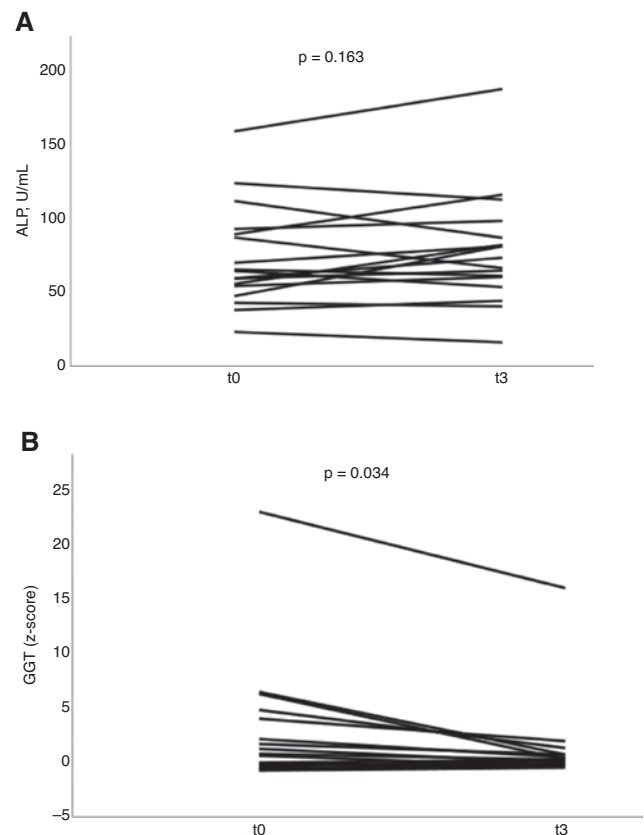 A
p = 0.163
200
150
100
50
0
ALP, U/mL
t0 t3
B
p = 0.034
25
20
15
10
5
0
–5
GGT (z-score)
t0 t3